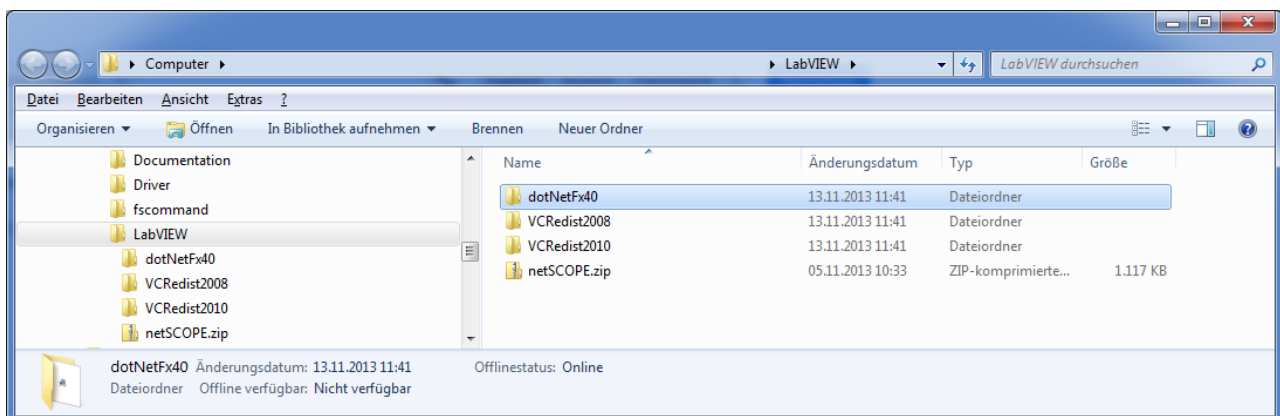 Computer LabVIEW LabVIEW durchsuchen
Datei Bearbeiten Ansicht Extras ?
Organisieren Öffnen In Bibliothek aufnehmen Brennen Neuer Ordner
Documentation
Driver
fscommand
LabVIEW
dotNetFx40
VCRedist2008
VCRedist2010
netSCOPE.zip
Name Änderungsdatum Typ Größe
dotNetFx40 13.11.2013 11:41 Dateiordner
VCRedist2008 13.11.2013 11:41 Dateiordner
VCRedist2010 13.11.2013 11:41 Dateiordner
netSCOPE.zip 05.11.2013 10:33 ZIP-komprimierte... 1.117 KB
dotNetFx40 Änderungsdatum: 13.11.2013 11:41 Offlinestatus: Online
Dateiordner Offline verfügbar: Nicht verfügbar